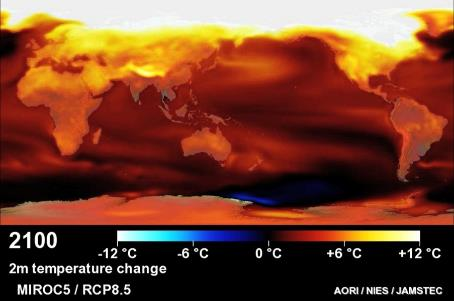 2100
-12 °C -6 °C 0 °C +6 °C +12 °C
2m temperature change
MIROC5 / RCP8.5 AORI / NIES / JAMSTEC